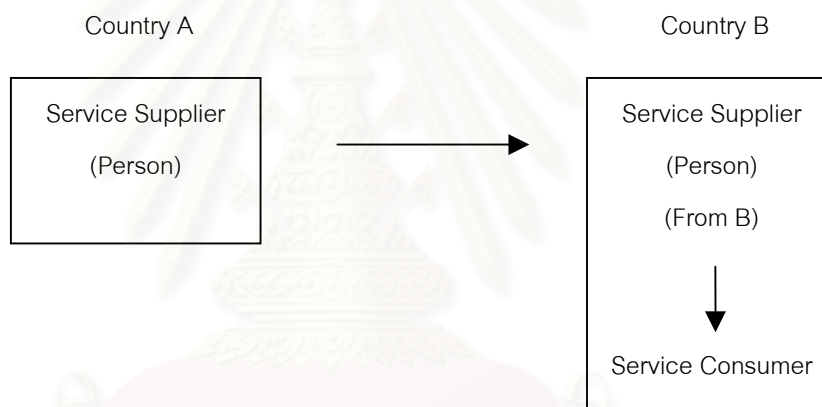 Country A
Country B
Service Supplier
(Person)
Service Supplier
(Person)
(From B)
Service Consumer